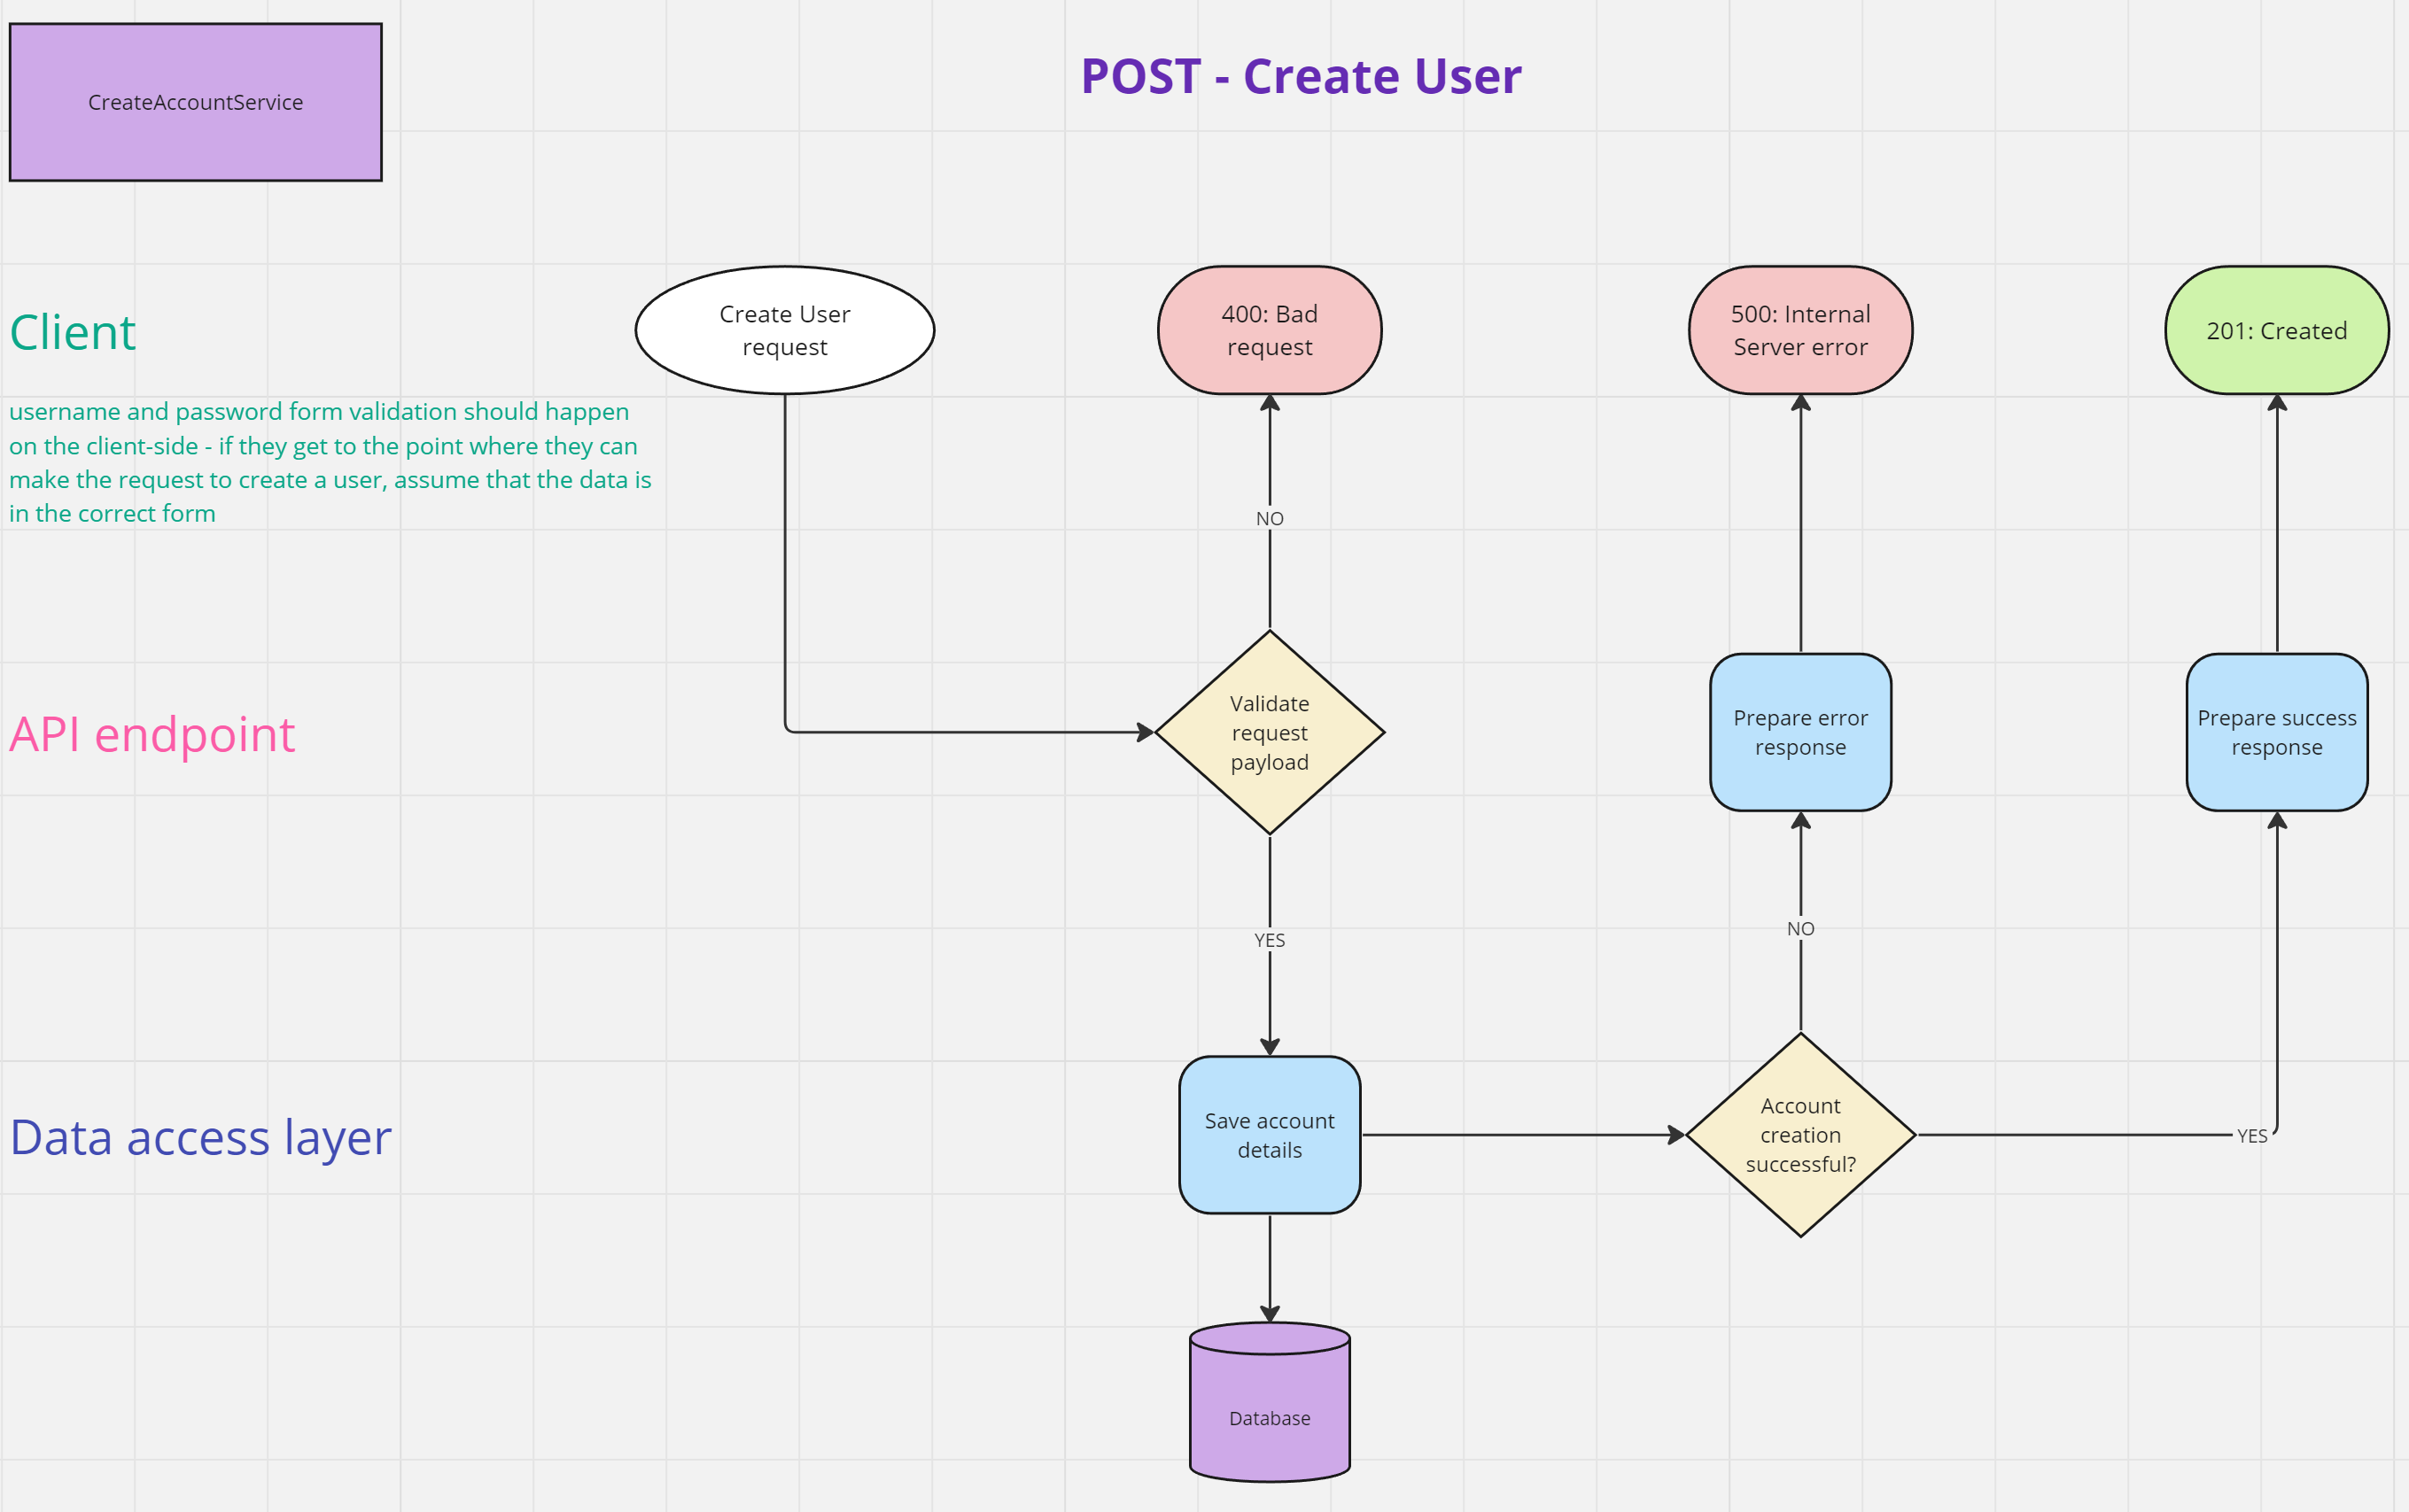 CreateAccountService
POST - Create User
Client
username and password form validation should happen
on the client-side - if they get to the point where they can
make the request to create a user, assume that the data is
in the correct form
Create User
request
400: Bad
request
500: Internal
Server error
201: Created
NO
API endpoint
Validate
request
payload
Prepare error
response
Prepare success
response
YES
NO
Data access layer
Save account
details
Account
creation
successful?
YES
Database